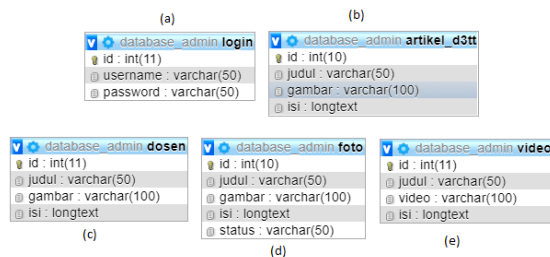 (a)
database_admin login
id : int(11)
username : varchar(50)
password : varchar(50)
(b)
database_admin artikel_d3tt
id : int(10)
judul : varchar(50)
gambar : varchar(100)
isi : longtext
database_admin dosen
id : int(11)
judul : varchar(50)
gambar : varchar(100)
isi : longtext
(c)
database_admin foto
id : int(10)
judul : varchar(50)
gambar : varchar(100)
isi : longtext
status : varchar(50)
(d)
database_admin video
id : int(11)
judul : varchar(50)
video : varchar(100)
isi : longtext
(e)